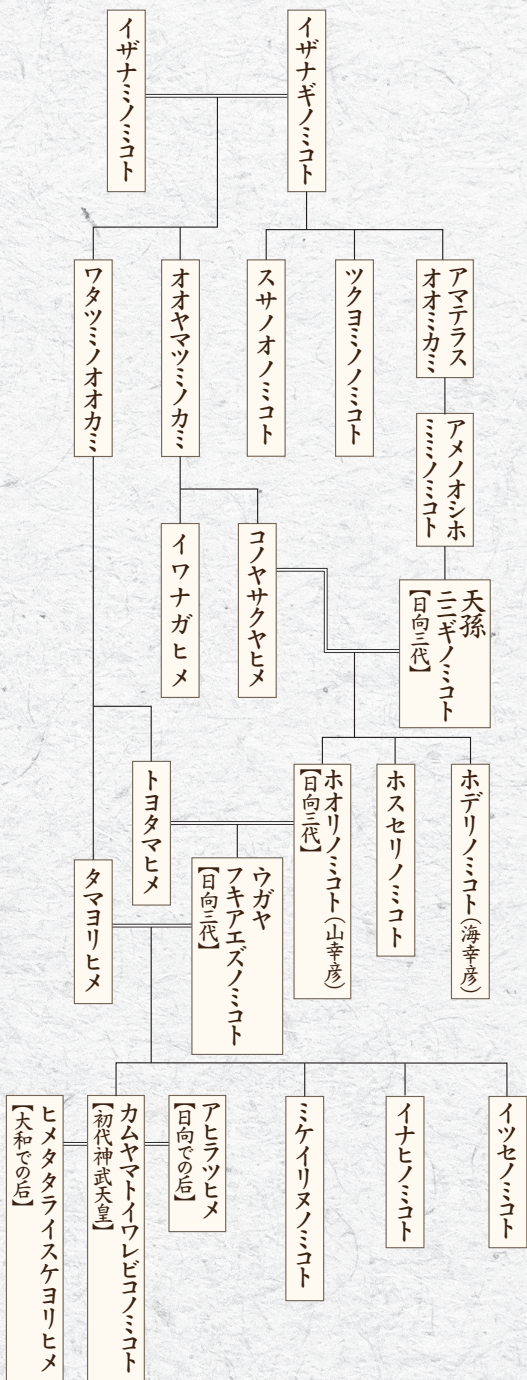 イザナギノミコト
イザナミノミコト
アマテラス
オオミカミ
ツクヨミノミコト
スサノオノミコト
オオヤマツミノカミ
ワタツミノオオカミ
アメノオシホ
ミミミノミコト
コノヤサクヤヒメ
イワナガヒメ
天孫
ニニギノミコト
【日向三代】
ホデリノミコト(海幸彦)
ホスセリノミコト
ホオリノミコト(山幸彦)
【日向三代】
トヨタマヒメ
タマヨリヒメ
ウガヤ
フキアエズノミコト
【日向三代】
イツセノミコト
イナヒノミコト
ミケイリヌノミコト
アヒラツヒメ
【日向での后】
カムヤマトイワレビコノミコト
【初代神武天皇】
ヒメタタライスケヨリヒメ
【大和での后】